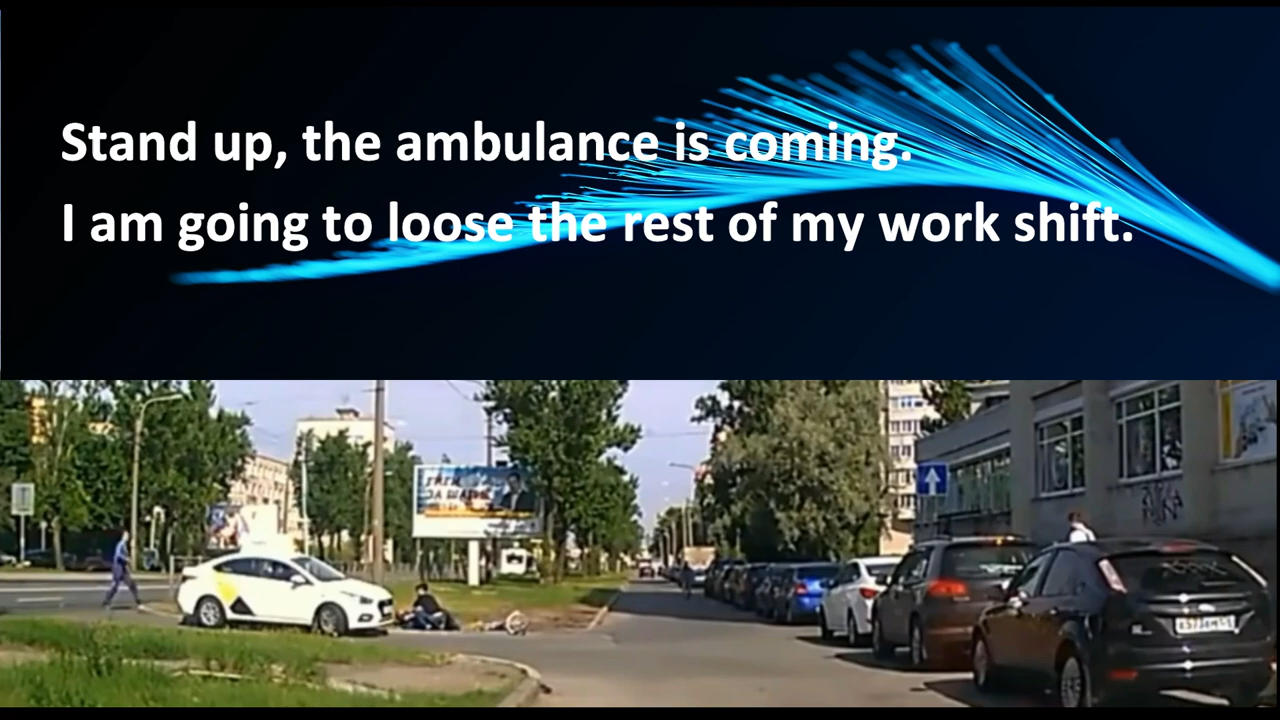 Stand up, the ambulance is coming.
I am going to loose the rest of my work shift.